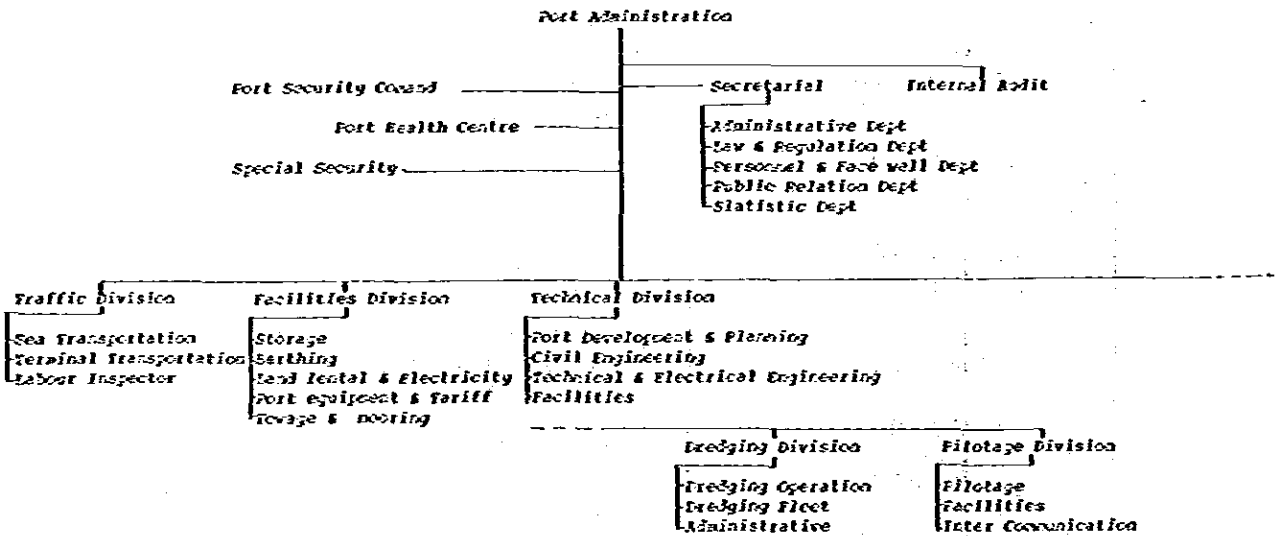 Port Administration
Port Security Comand
Secretarial
Internal Audit
Port Health Centre
Administrative Dept
Law & Regulation Dept
Special Security
Personnel & Face well Dept
Public Relation Dept
Slatistic Dept
Traffic Division
Facilities Division
Technical Division
Sea Transportation
Storage
Port Development & Planning
Terminal Transportation
Berthing
Civil Engineering
Labour Inspector
Land Rental & Electricity
Technical & Electrical Engineering
Port equipment & Tariff
Facilities
Towage & Mooring
Dredging Division
Pilotage Division
Dredging Operation
Pilotage
Dredging Fleet
Facilities
Administrative
Inter Communication